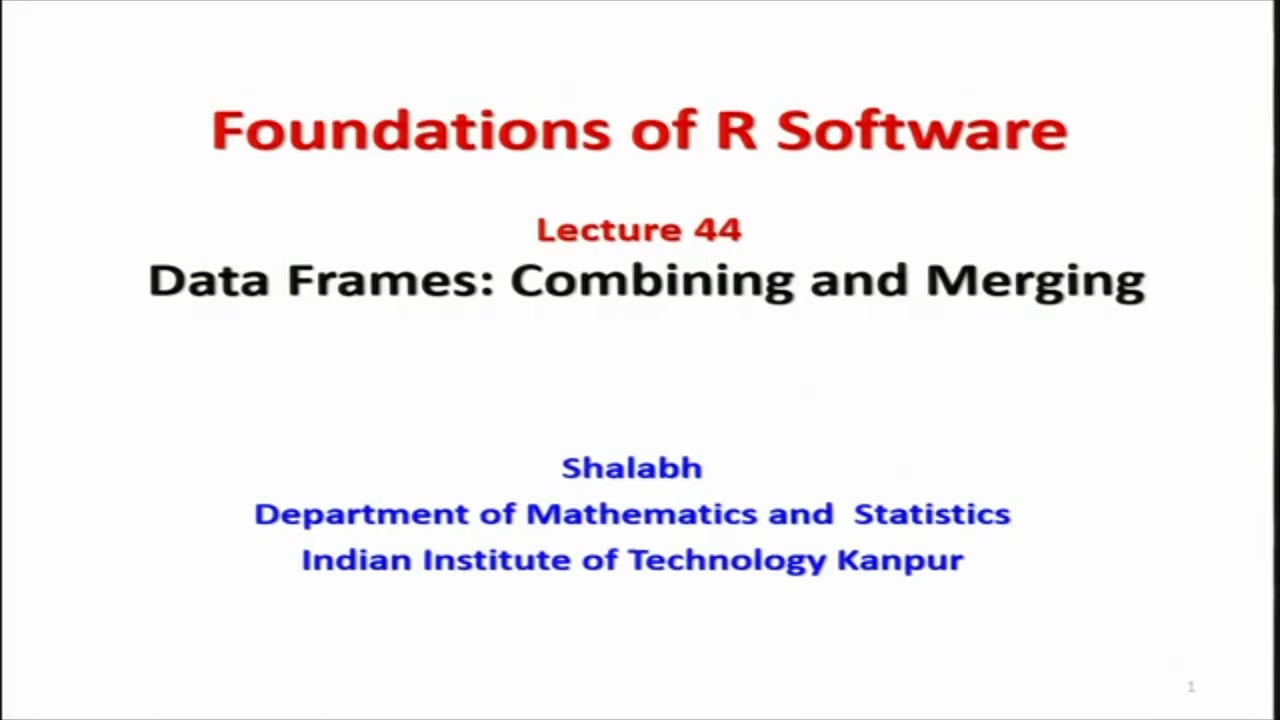 Foundations of R Software
Lecture 44
Data Frames: Combining and Merging
Shalabh
Department of Mathematics and Statistics
Indian Institute of Technology Kanpur
1